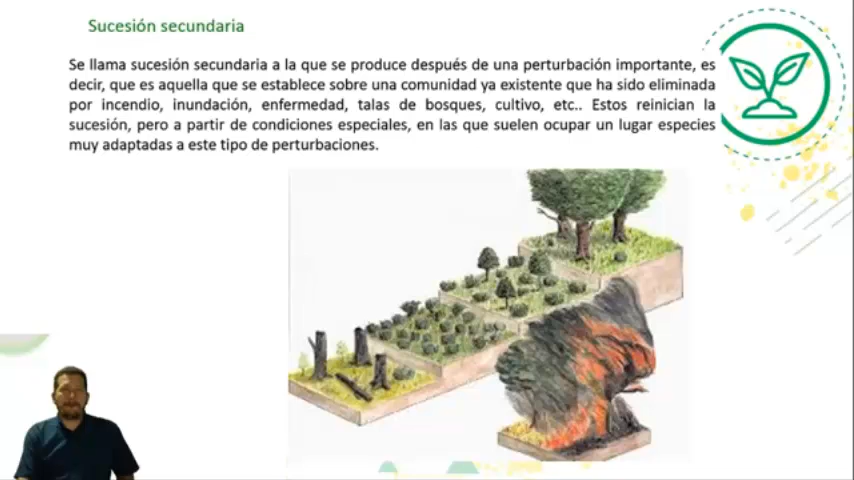 Sucesión secundaria
Se llama sucesión secundaria a la que se produce después de una perturbación importante, es
decir, que es aquella que se establece sobre una comunidad ya existente que ha sido eliminada
por incendio, inundación, enfermedad, talas de bosques, cultivo, etc.. Estos reinician la
sucesión, pero a partir de condiciones especiales, en las que suelen ocupar un lugar especies
muy adaptadas a este tipo de perturbaciones.